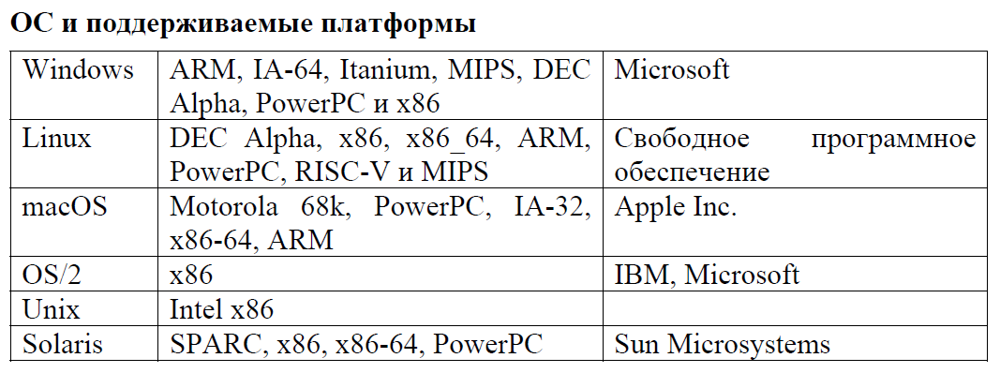 ОС и поддерживаемые платформы
Windows ARM, IA-64, Itanium, MIPS, DEC Microsoft
Alpha, PowerPC и x86
Linux DEC Alpha, x86, x86_64, ARM, Свободное программное
PowerPC, RISC-V и MIPS обеспечение
macOS Motorola 68k, PowerPC, IA-32, Apple Inc.
x86-64, ARM
OS/2 x86 IBM, Microsoft
Unix Intel x86
Solaris SPARC, x86, x86-64, PowerPC Sun Microsystems